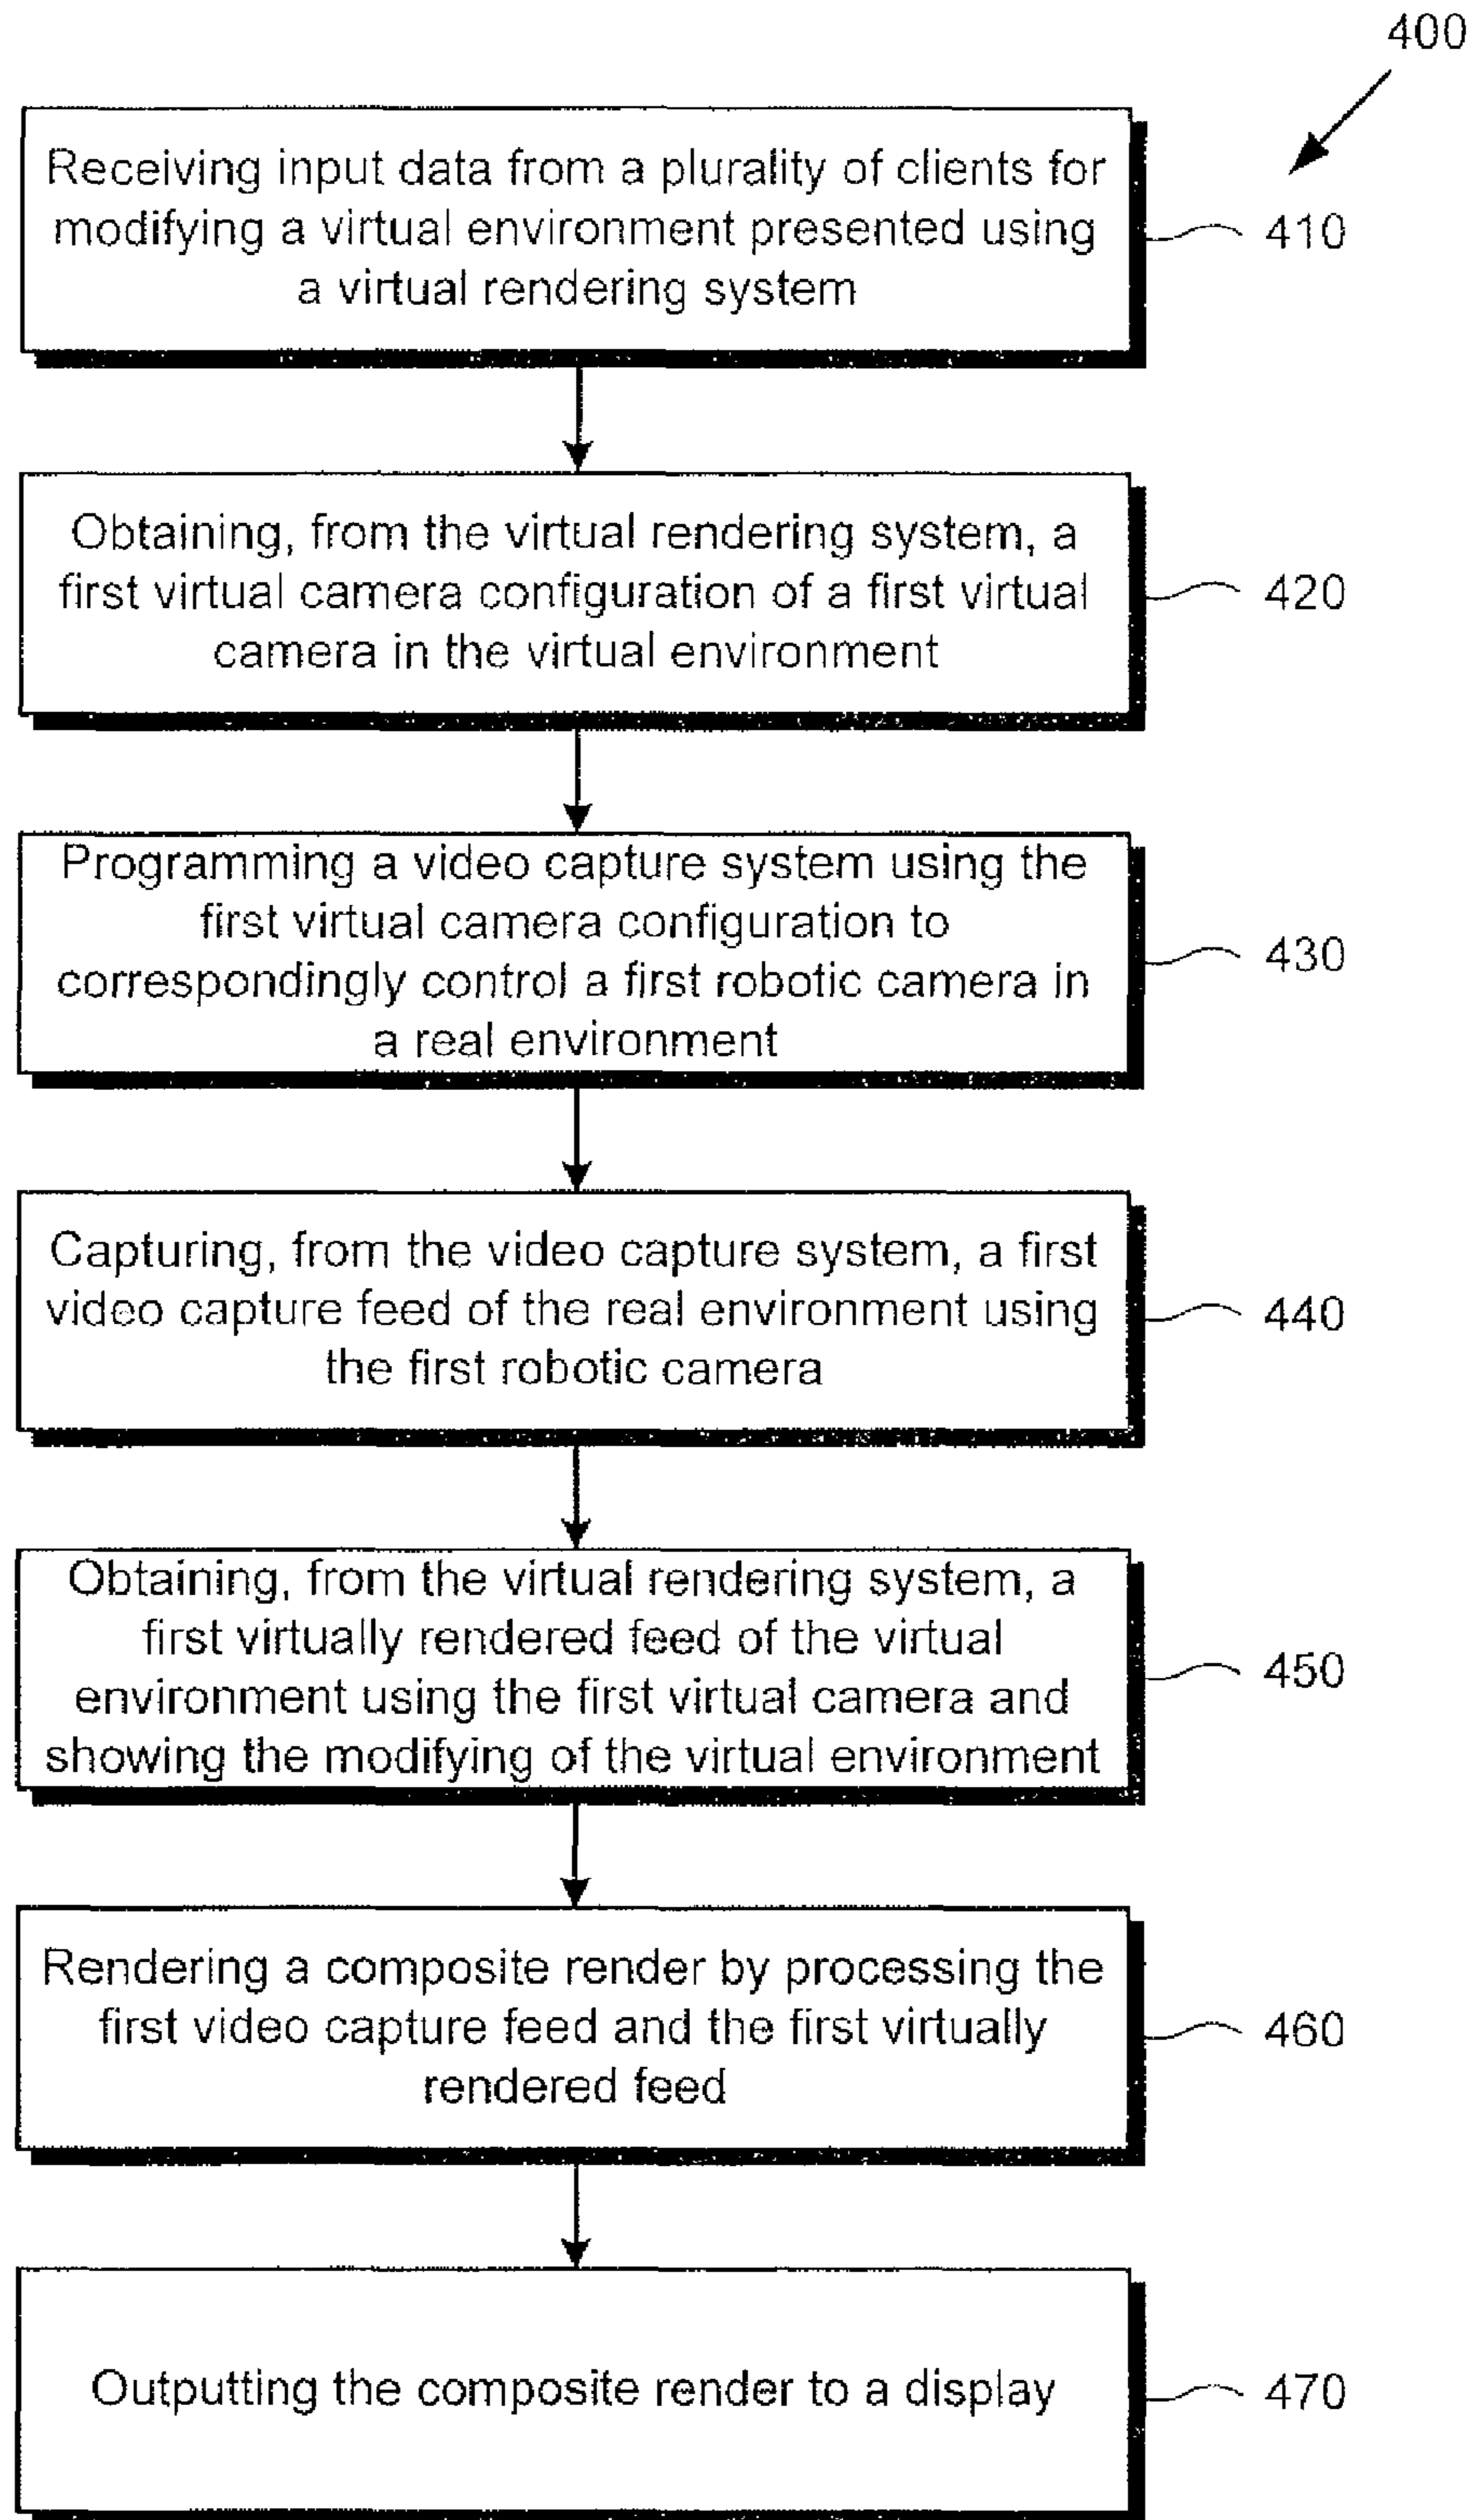 400
Receiving input data from a plurality of clients for
modifying a virtual environment presented using
a virtual rendering system
410
Obtaining, from the virtual rendering system, a
first virtual camera configuration of a first virtual
camera in the virtual environment
420
Programming a video capture system using the
first virtual camera configuration to
correspondingly control a first robotic camera in
a real environment
430
Capturing, from the video capture system, a first
video capture feed of the real environment using
the first robotic camera
440
Obtaining, from the virtual rendering system, a
first virtually rendered feed of the virtual
environment using the first virtual camera and
showing the modifying of the virtual environment
450
Rendering a composite render by processing the
first video capture feed and the first virtually
rendered feed
460
Outputting the composite render to a display
470